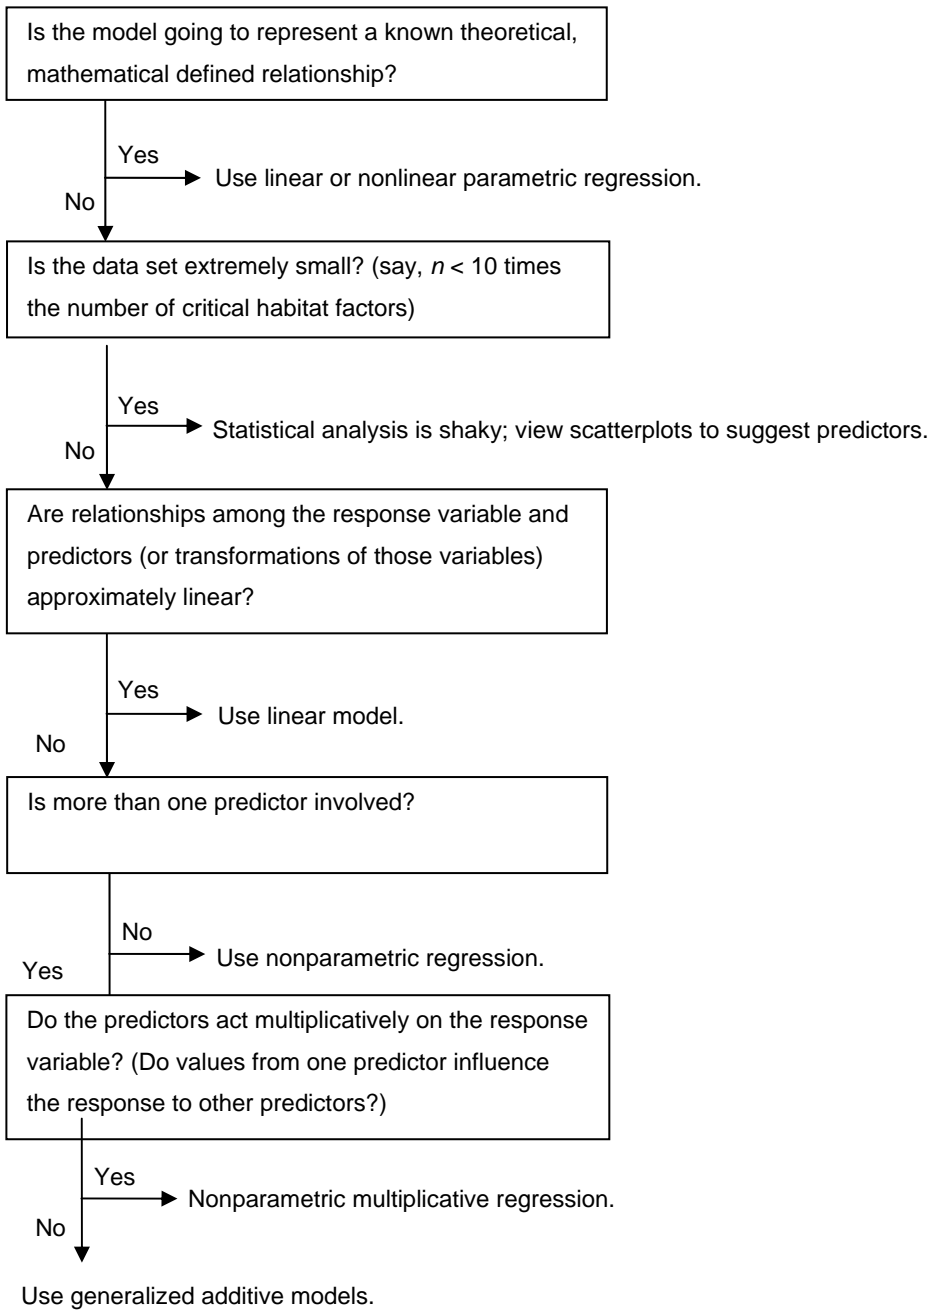 Is the model going to represent a known theoretical,
mathematical defined relationship?
Yes
Use linear or nonlinear parametric regression.
No
Is the data set extremely small? (say, n < 10 times
the number of critical habitat factors)
Yes
Statistical analysis is shaky; view scatterplots to suggest predictors.
No
Are relationships among the response variable and
predictors (or transformations of those variables)
approximately linear?
Yes
Use linear model.
No
Is more than one predictor involved?
No
Use nonparametric regression.
Yes
Do the predictors act multiplicatively on the response
variable? (Do values from one predictor influence
the response to other predictors?)
Yes
Nonparametric multiplicative regression.
No
Use generalized additive models.